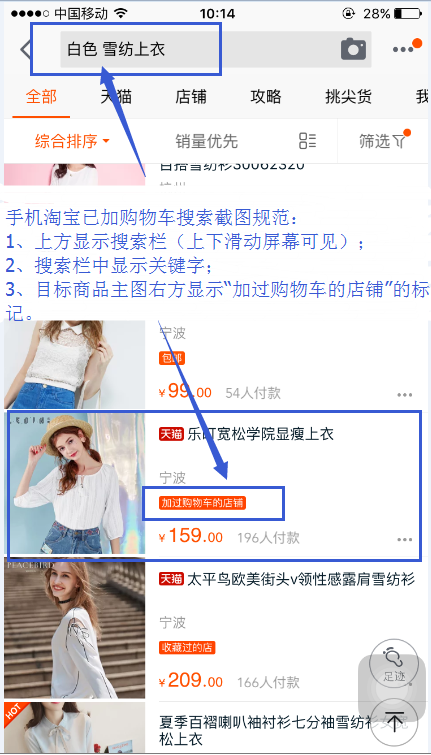 中国移动
10:14
28%
白色 雪纺上衣
全部 天猫 店铺 攻略 挑尖货
综合排序 销量优先 筛选
百搭雪纺衫30062320
手机淘宝已加购物车搜索截图规范：
1、上方显示搜索栏（上下滑动屏幕可见）；
2、搜索栏中显示关键字；
3、目标商品主图右方显示“加过购物车的店铺”的标
记。
宁波
包邮
¥99.00 54人付款
天猫 乐町宽松学院显瘦上衣
宁波
加过购物车的店铺
¥159.00 196人付款
PEACEBIRD
天猫 太平鸟欧美街头v领性感露肩雪纺衫
宁波
收藏过的店
¥209.00 166人付款
足迹
HOT
夏季百褶喇叭袖衬衫七分袖雪纺衫
松上衣